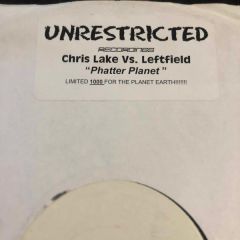 UNRESTRICTED
RECORDINGS
Chris Lake Vs. Leftfield
"Phatter Planet"
LIMITED 1000 FOR THE PLANET EARTH!!!!!!!